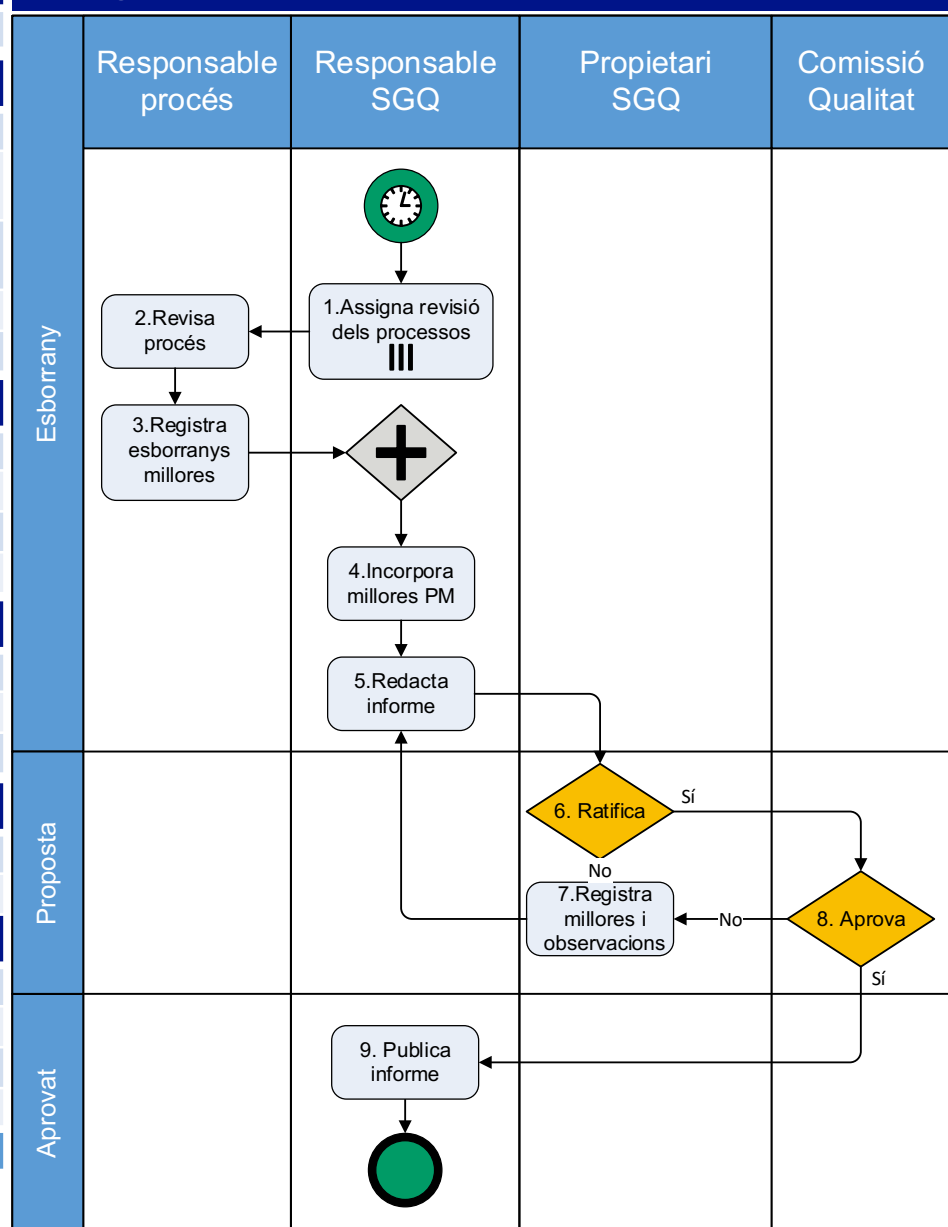 Responsable
procés
Responsable
SGQ
Propietari
SGQ
Comissió
Qualitat
Esborrany
1.Assigna revisió
dels processos
2.Revisa
procés
3.Registra
esborranys
millores
4.Incorpora
millores PM
5.Redacta
informe
Proposta
6. Ratifica
Sí
No
7.Registra
millores i
observacions
No
8. Aprova
Sí
Aprovat
9. Publica
informe